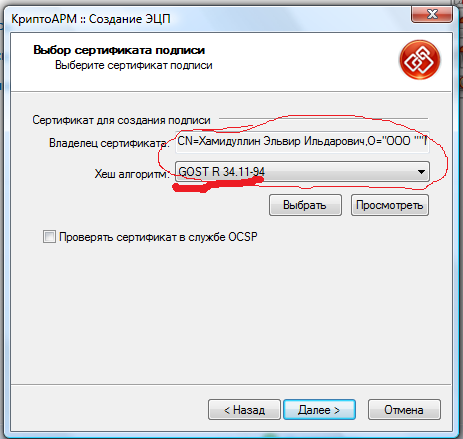 КриптоАРМ :: Создание ЭЦП
Выбор сертификата подписи
Выберите сертификат подписи
Сертификат для создания подписи
Владелец сертификата: CN=Хамидуллин Эльвир Ильдарович,O="ООО ""
Хеш алгоритм: GOST R 34.11-94
Выбрать Просмотреть
Проверять сертификат в службе OCSP
< Назад Далее > Отмена